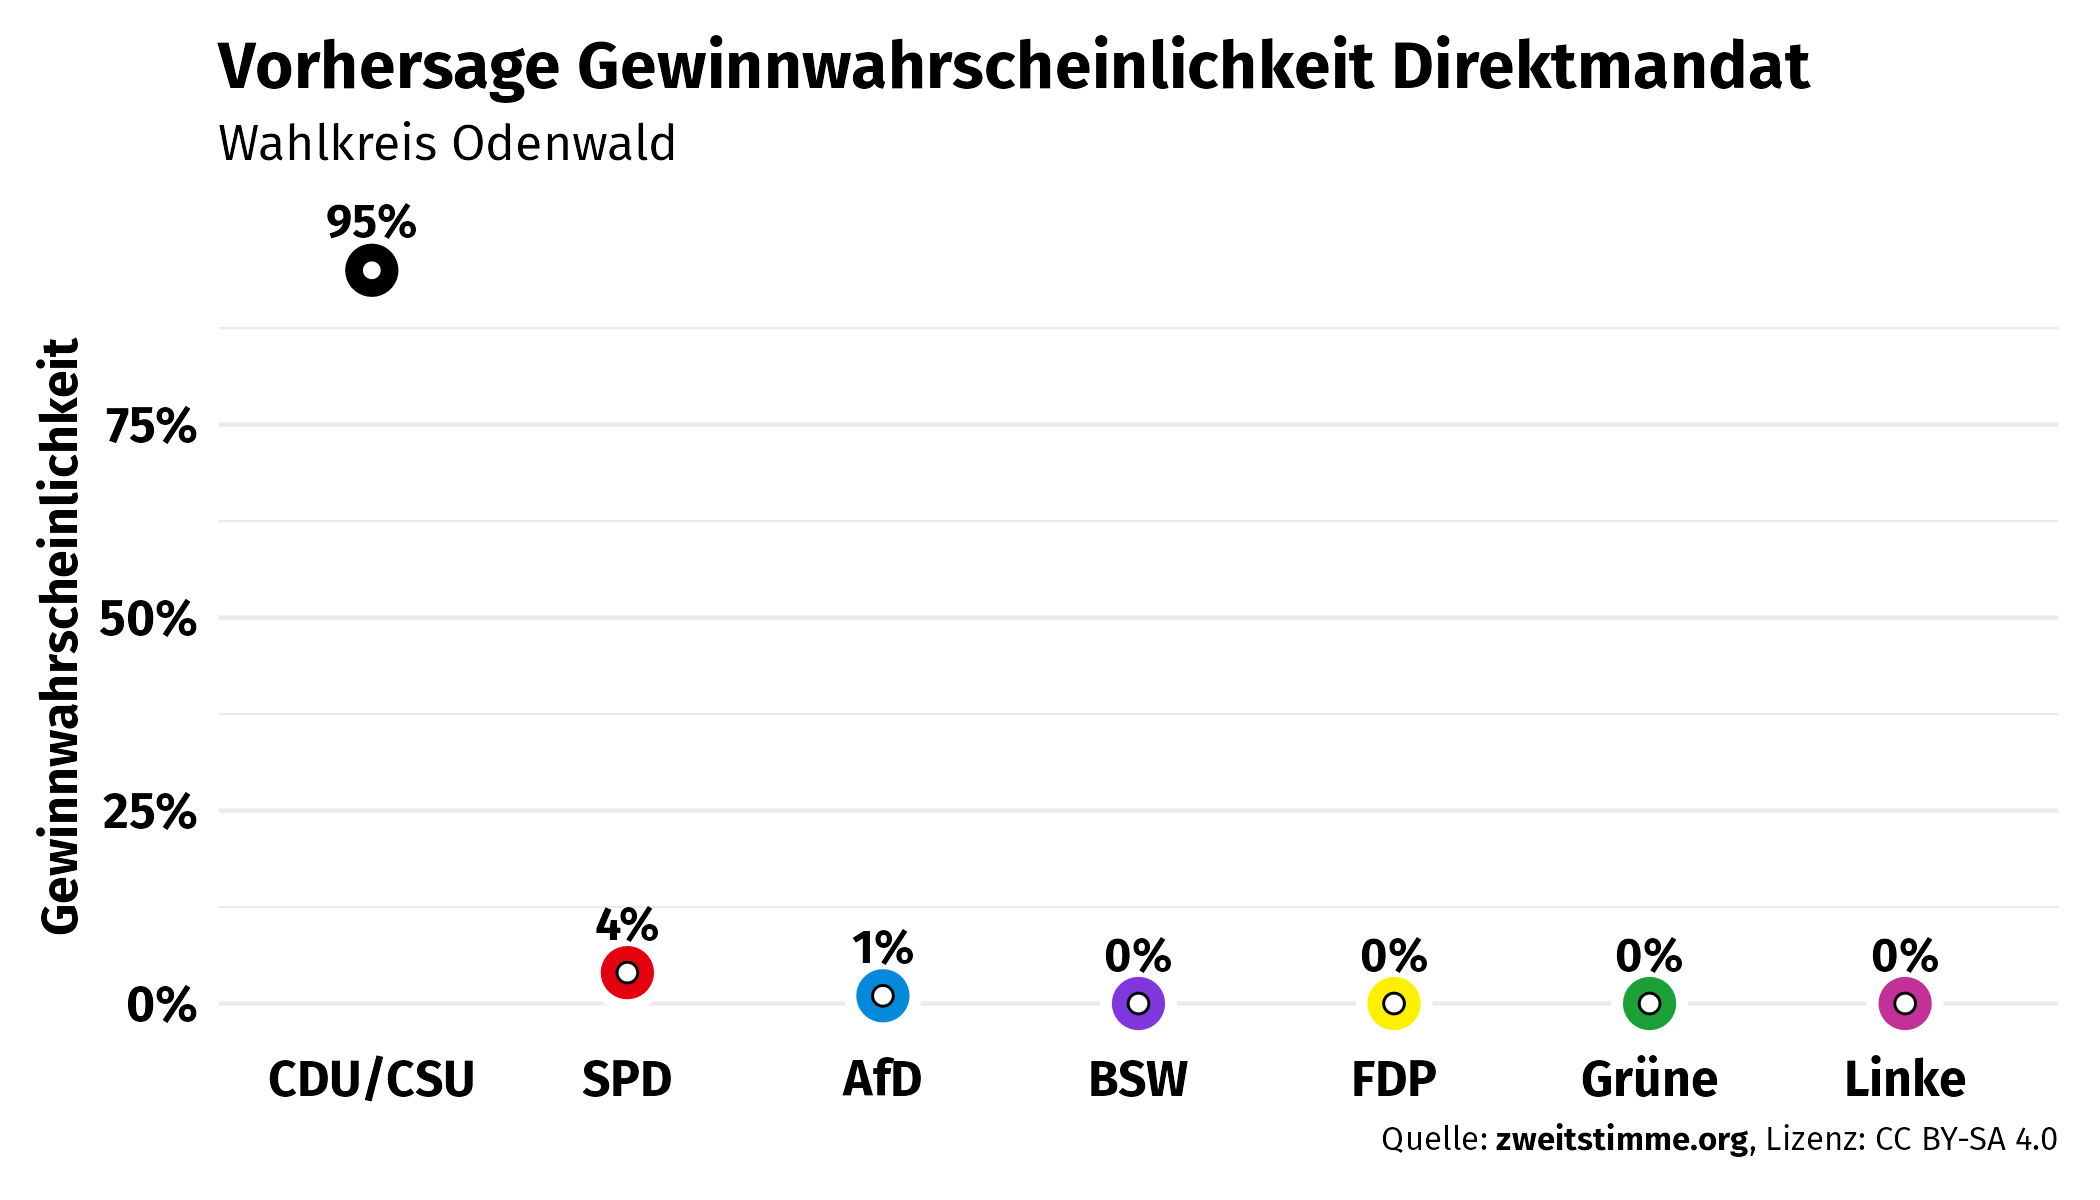 Vorhersage Gewinnwahrscheinlichkeit Direktmandat
Wahlkreis Odenwald
95%
Gewinnwahrscheinlichkeit
75%
50%
25%
0%
4%
1%
0%
0%
0%
0%
CDU/CSU SPD AfD BSW FDP Grüne Linke
Quelle: zweitstimme.org, Lizenz: CC BY-SA 4.0